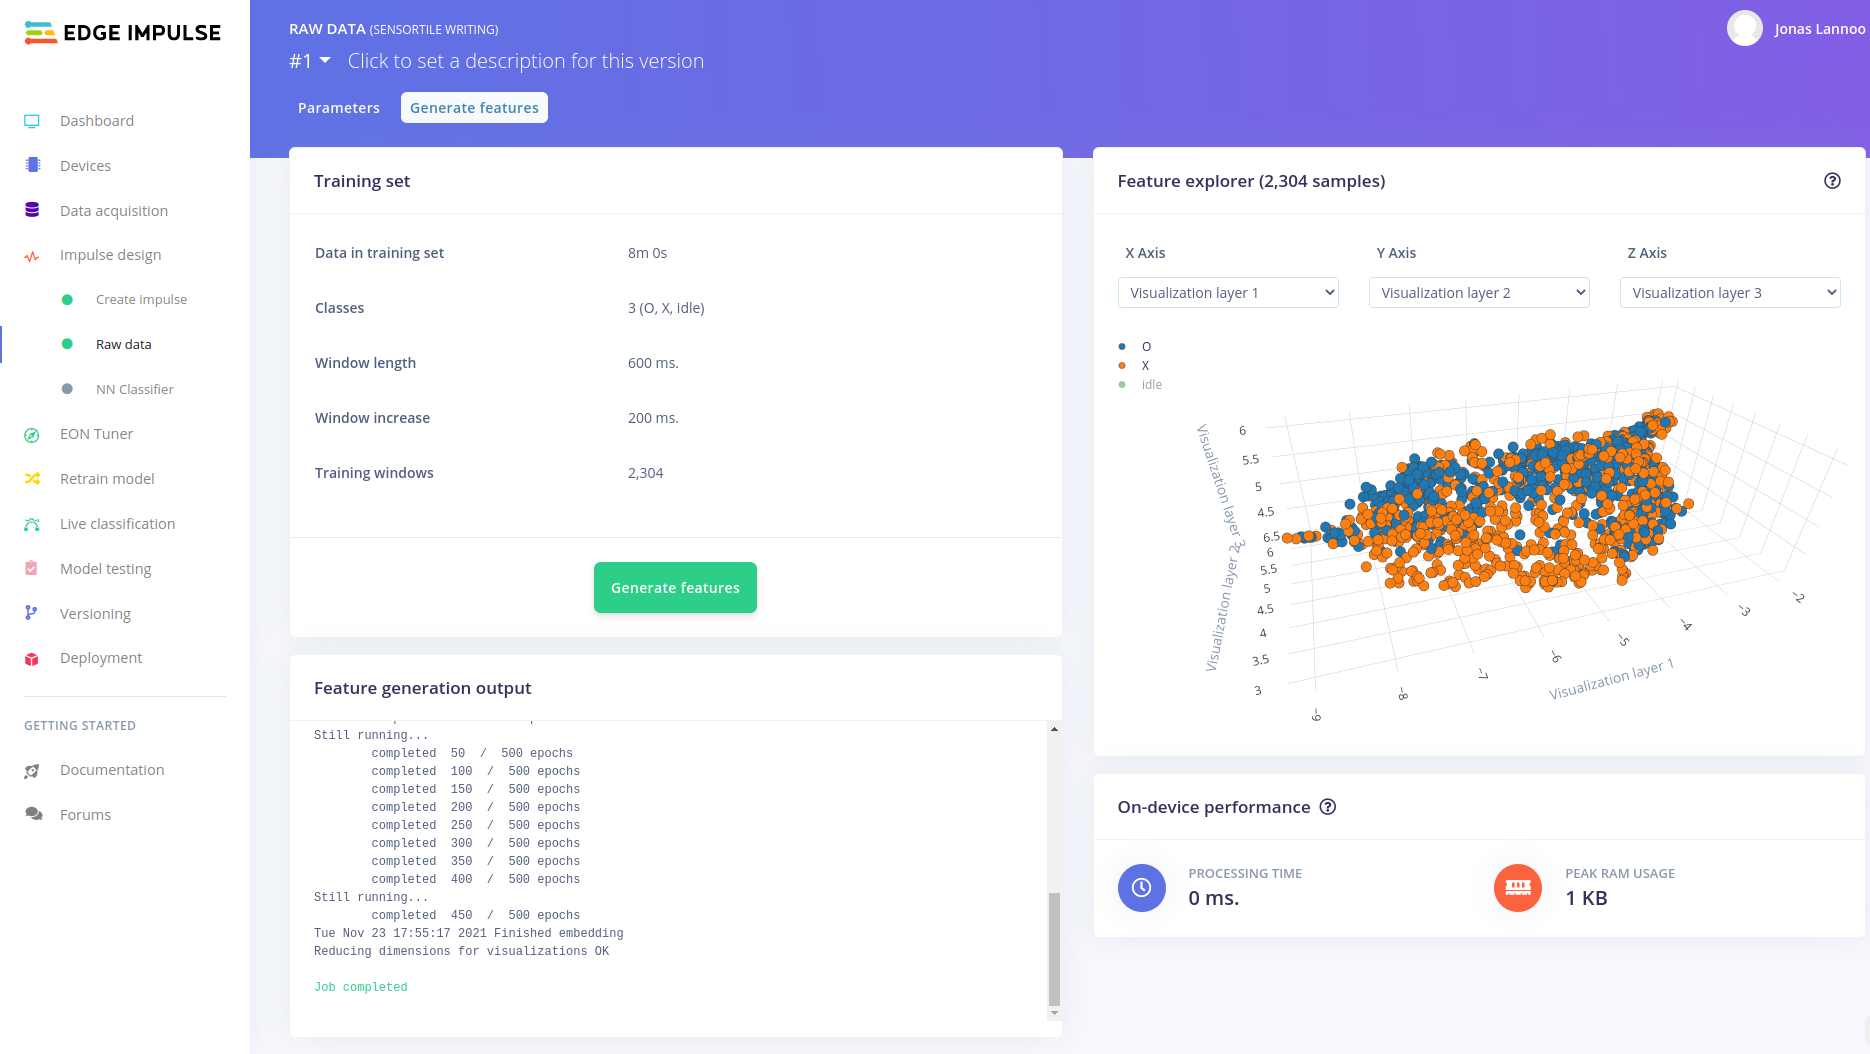 EDGE IMPULSE
Dashboard
Devices
Data acquisition
Impulse design
Create impulse
Raw data
NN Classifier
EON Tuner
Retrain model
Live classification
Model testing
Versioning
Deployment
GETTING STARTED
Documentation
Forums
RAW DATA (SENSORTILE WRITING)
#1 Click to set a description for this version
Jonas Lannoo
Parameters Generate features
Training set
Data in training set 8m 0s
Classes 3 (O, X, idle)
Window length 600 ms.
Window increase 200 ms.
Training windows 2,304
Generate features
Feature generation output
Still running...
completed 50 / 500 epochs
completed 100 / 500 epochs
completed 150 / 500 epochs
completed 200 / 500 epochs
completed 250 / 500 epochs
completed 300 / 500 epochs
completed 350 / 500 epochs
completed 400 / 500 epochs
Still running...
completed 450 / 500 epochs
Tue Nov 23 17:55:17 2021 Finished embedding
Reducing dimensions for visualizations OK
Job completed
Feature explorer (2,304 samples)
X Axis Y Axis Z Axis
Visualization layer 1 Visualization layer 2 Visualization layer 3
O
X
idle
Visualization layer 3
6
5.5
5
4.5
Visualization layer 2
6.5
6
5.5
5
4.5
4
3.5
3
−9
−8
−7
−6
−5
−4
−3
−2
Visualization layer 1
On-device performance
PROCESSING TIME
0 ms.
PEAK RAM USAGE
1 KB